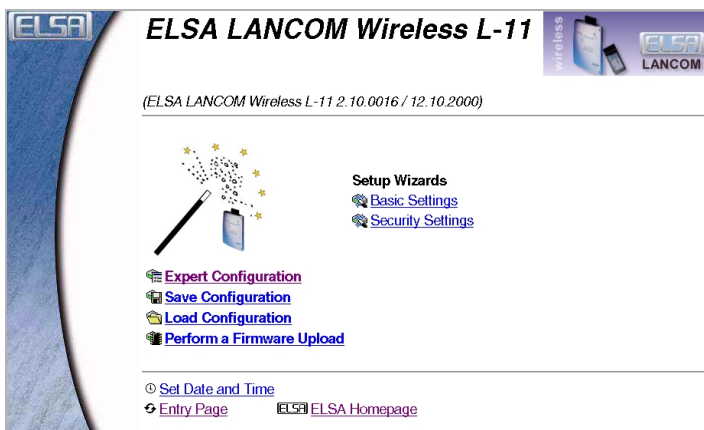 ELSA
ELSA LANCOM Wireless L-11
wireless
ELSA
LANCOM
(ELSA LANCOM Wireless L-11 2.10.0016 / 12.10.2000)
Setup Wizards
Basic Settings
Security Settings
Expert Configuration
Save Configuration
Load Configuration
Perform a Firmware Upload
Set Date and Time
Entry Page
ELSA ELSA Homepage